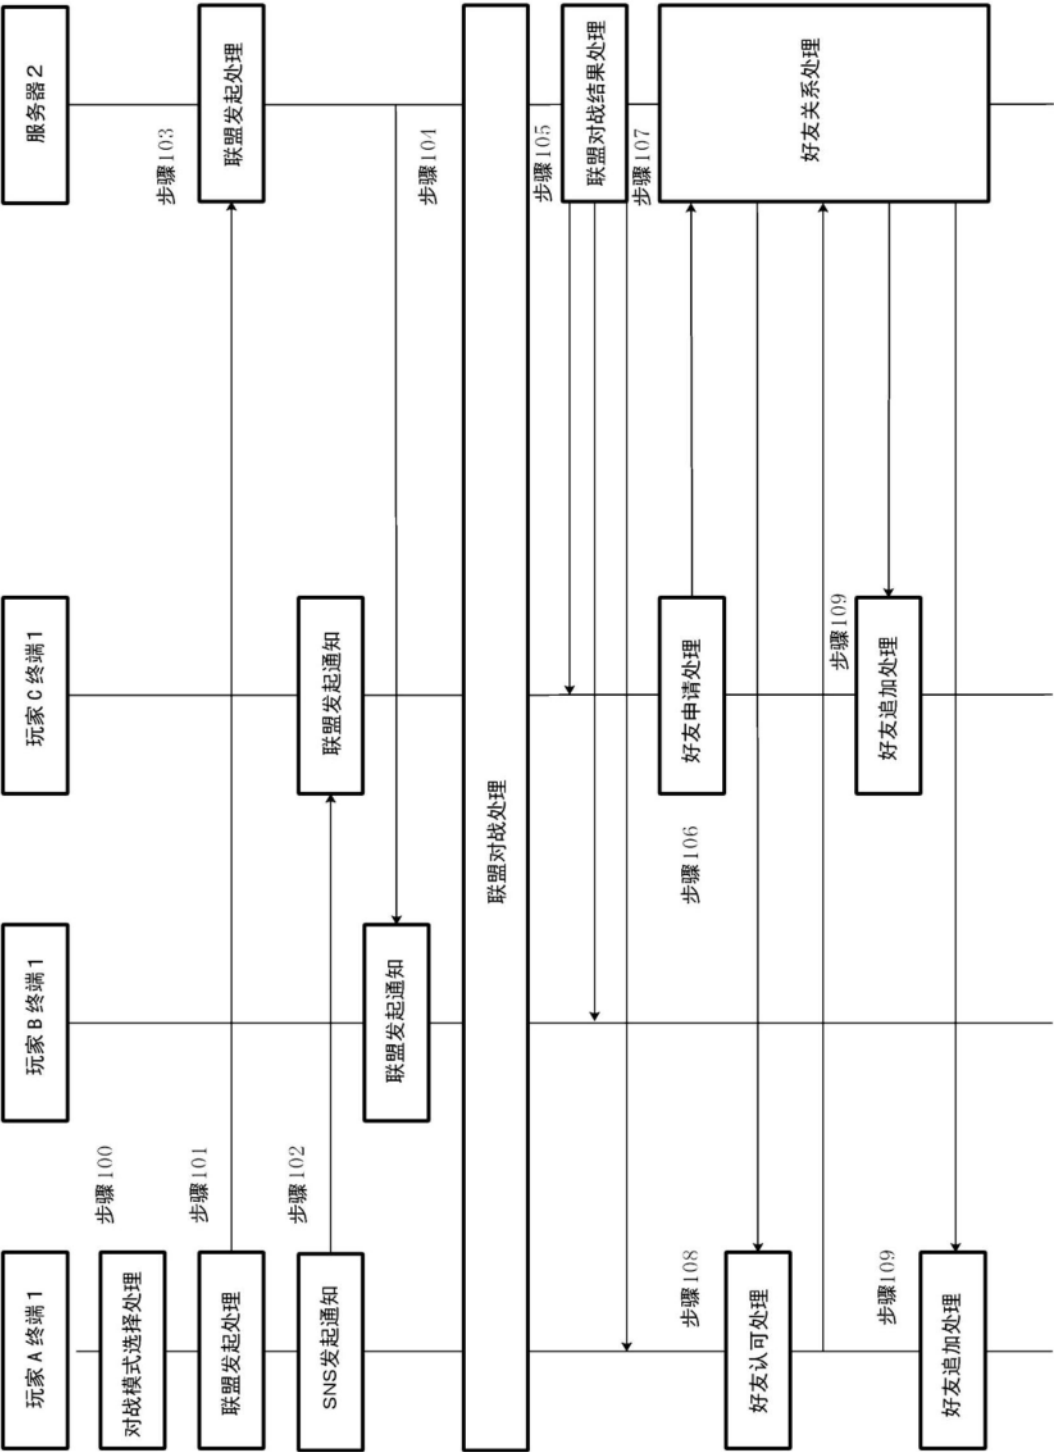 玩家A终端1
玩家B终端1
玩家C终端1
服务器2
步骤100
对战模式选择处理
步骤101
联盟发起处理
步骤103
联盟发起处理
步骤102
SNS发起通知
联盟发起通知
步骤104
联盟发起通知
联盟对战处理
步骤105
联盟对战结果处理
步骤106
好友申请处理
步骤107
好友关系处理
步骤108
好友认可处理
步骤109
好友追加处理
步骤109
好友追加处理